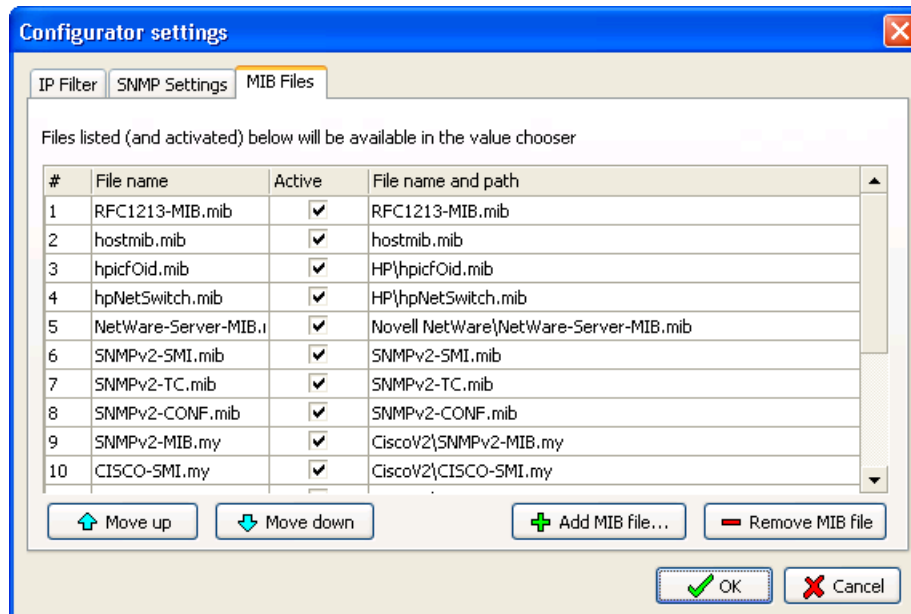 Configurator settings
IP Filter SNMP Settings MIB Files
Files listed (and activated) below will be available in the value chooser
# File name Active File name and path
1 RFC1213-MIB.mib RFC1213-MIB.mib
2 hostmib.mib hostmib.mib
3 hpicfOid.mib HP\hpicfOid.mib
4 hpNetSwitch.mib HP\hpNetSwitch.mib
5 NetWare-Server-MIB. Novell NetWare\NetWare-Server-MIB.mib
6 SNMPv2-SMI.mib SNMPv2-SMI.mib
7 SNMPv2-TC.mib SNMPv2-TC.mib
8 SNMPv2-CONF.mib SNMPv2-CONF.mib
9 SNMPv2-MIB.my CiscoV2\SNMPv2-MIB.my
10 CISCO-SMI.my CiscoV2\CISCO-SMI.my
Move up Move down Add MIB file... Remove MIB file
OK Cancel